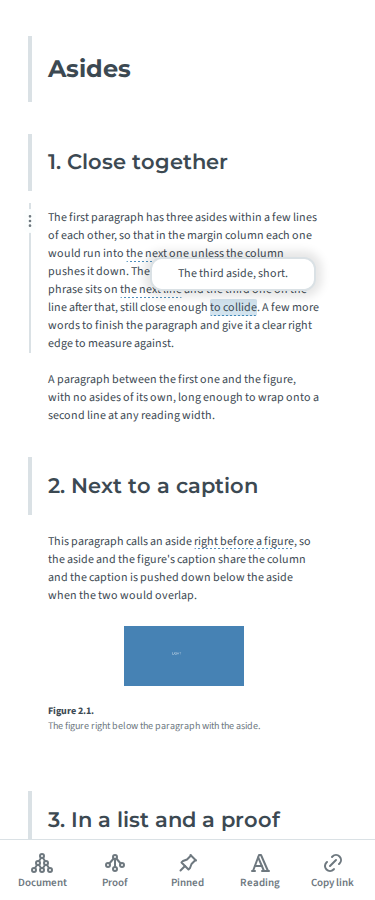 Asides
1. Close together
The first paragraph has three asides within a few lines
of each other, so that in the margin column each one
would run into the next one unless the column
pushes it down. The
The third aside, short.
phrase sits on the next line and the third one on the
line after that, still close enough to collide. A few more
words to finish the paragraph and give it a clear right
edge to measure against.
A paragraph between the first one and the figure,
with no asides of its own, long enough to wrap onto a
second line at any reading width.
2. Next to a caption
This paragraph calls an aside right before a figure, so
the aside and the figure's caption share the column
and the caption is pushed down below the aside
when the two would overlap.
Figure 2.1.
The figure right below the paragraph with the aside.
3. In a list and a proof
Document
Proof
Pinned
Reading
Copy link